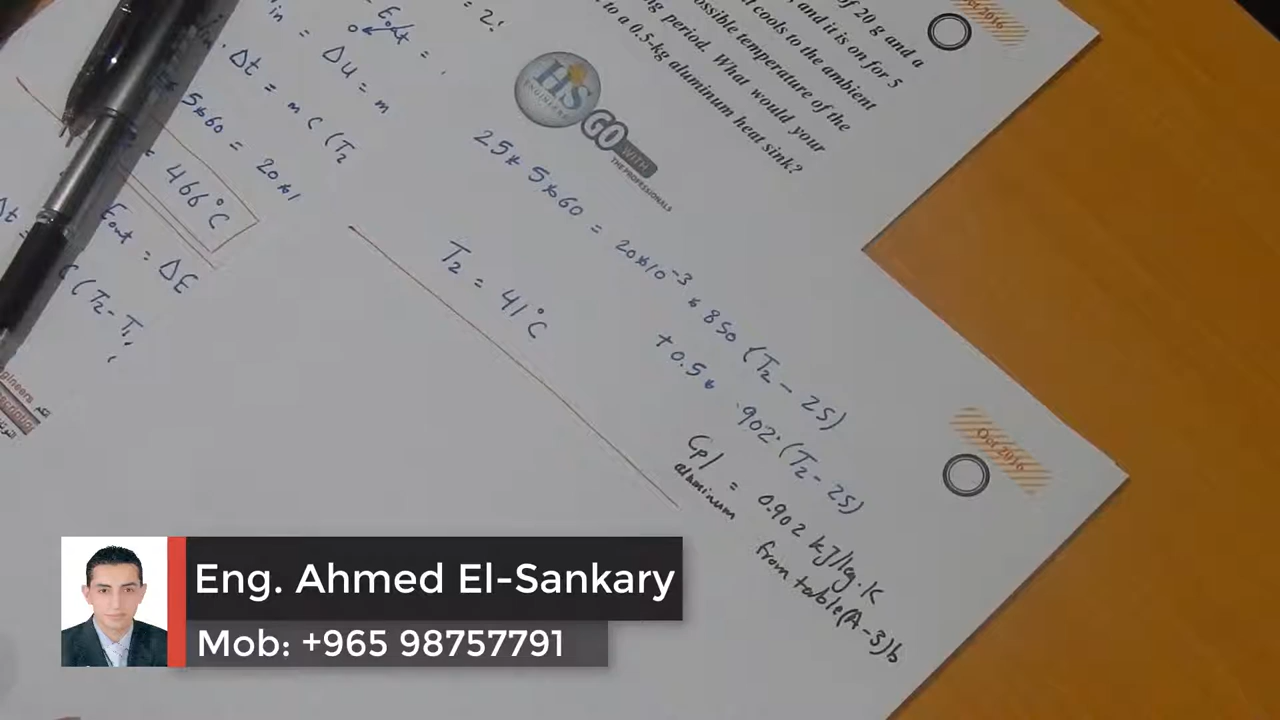 of 20 g and a
and it is on for 5
cools to the ambient
possible temperature of the
period. What would your
to a 0.5-kg aluminum heat sink?
Oct 2016
HS
ENGINEERS
GO WITH
THE PROFESSIONALS
Eout =
= ΔU = m
Δt = m C (T2
5*60 = 20*1
= 466°C
Eout = ΔE
C (T2 - T1,
25* 5*60 = 20*10^-3 * 850 (T2 - 25)
+0.5* .902. (T2 - 25)
T2 = 41°C
Cp| aluminum = 0.902 kJ/kg.K
from table (A-3)b
Oct 2016
Eng. Ahmed El-Sankary
Mob: +965 98757791